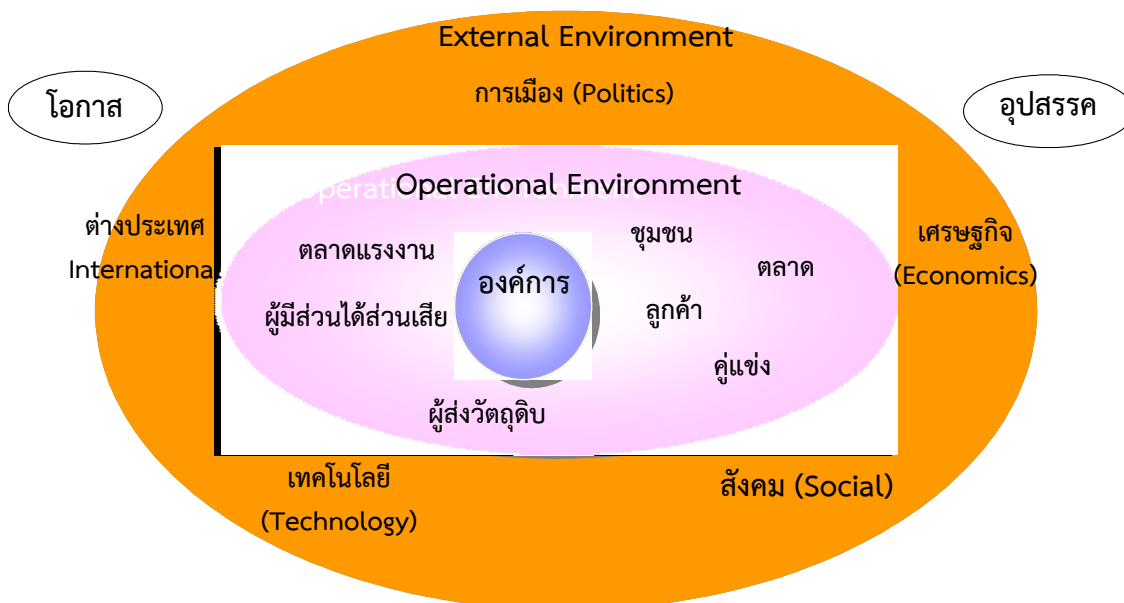 External Environment
การเมือง (Politics)
โอกาส
อุปสรรค
Operational Environment
Operational Environment
ต่างประเทศ
International
ตลาดแรงงาน
ชุมชน
ตลาด
เศรษฐกิจ
(Economics)
องค์การ
ผู้มีส่วนได้ส่วนเสีย
ลูกค้า
คู่แข่ง
ผู้ส่งวัตถุดิบ
เทคโนโลยี
(Technology)
สังคม (Social)